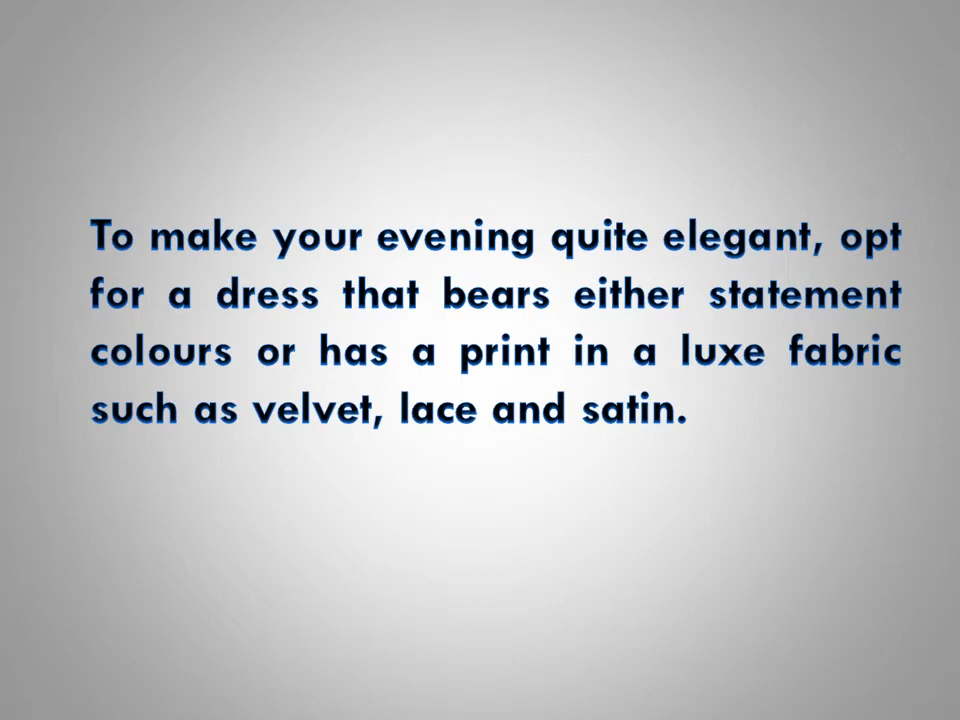 To make your evening quite elegant, opt
for a dress that bears either statement
colours or has a print in a luxe fabric
such as velvet, lace and satin.